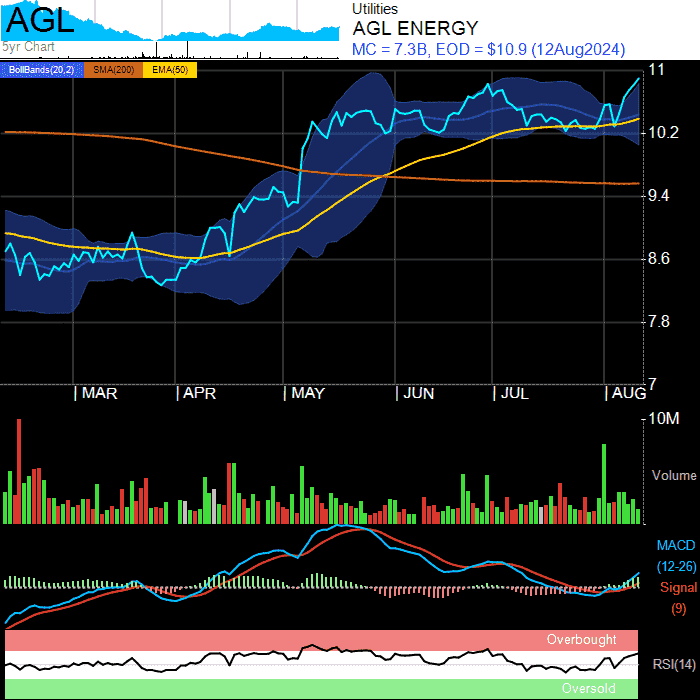 AGL
5yr Chart
Utilities
AGL ENERGY
MC = 7.3B, EOD = $10.9 (12Aug2024)
BollBands(20,2) SMA(200) EMA(50)
11
10.2
9.4
8.6
7.8
7
MAR APR MAY JUN JUL AUG
10M
Volume
MACD
(12-26)
Signal
(9)
Overbought
RSI(14)
Oversold